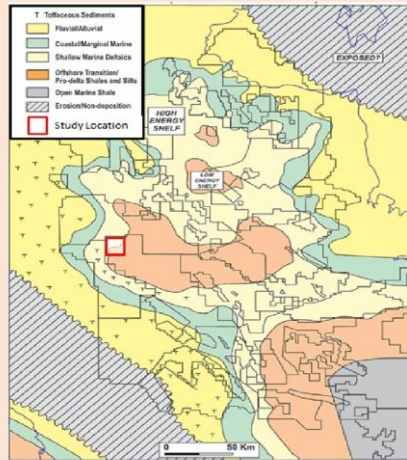 T Toffaceous Sediments
Fluvial/Alluvial
Coastal/Marginal Marine
Shallow Marine Deltaics
Offshore Transition/
Pro-delta Shales and Silts
Open Marine Shale
Erosion/Non-deposition
Study Location
EXPOSED?
HIGH
ENERGY
SHELF
LOW
ENERGY
SHELF
0 50 Km